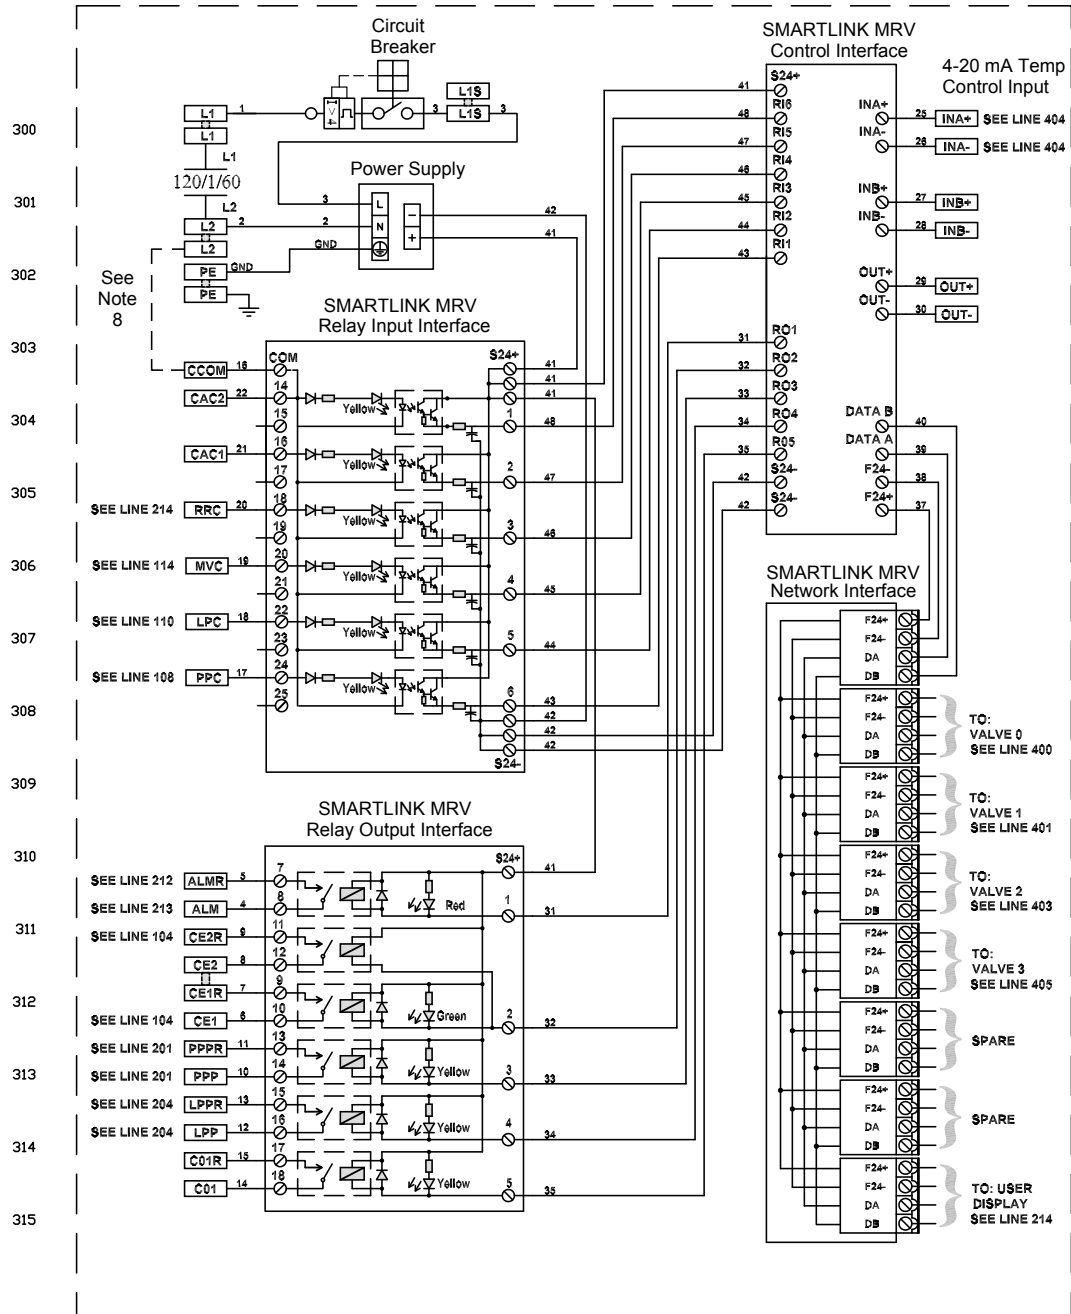 Circuit
Breaker
SMARTLINK MRV
Control Interface
4-20 mA Temp
Control Input
300
L1
1
3
L1S
L1S
3
L1
L1
120/1/60
L2
301
L2
2
L2
PE
GND
PE
302
See
Note
8
Power Supply
3
L
2
N
GND
−
+
42
41
41
S24+
48
RI6
47
RI5
46
RI4
45
RI3
44
RI2
43
RI1
31
RO1
32
RO2
33
RO3
34
RO4
35
R05
42
S24-
42
S24-
INA+
25
INA+
SEE LINE 404
INA-
26
INA-
SEE LINE 404
INB+
27
INB+
INB-
28
INB-
OUT+
29
OUT+
OUT-
30
OUT-
DATA B
40
DATA A
39
F24-
38
F24+
37
SMARTLINK MRV
Relay Input Interface
303
CCOM
16
COM
S24+
41
41
41
CAC2
22
14
Yellow
304
15
1
48
CAC1
21
16
Yellow
17
2
47
305
SEE LINE 214
RRC
20
18
Yellow
19
3
46
306
SEE LINE 114
MVC
19
20
Yellow
21
4
45
SEE LINE 110
LPC
18
22
Yellow
307
23
5
44
SEE LINE 108
PPC
17
24
Yellow
25
6
43
308
42
42
42
S24-
309
SMARTLINK MRV
Network Interface
F24+
F24-
DA
DB
F24+
F24-
DA
DB
TO:
VALVE 0
SEE LINE 400
F24+
F24-
DA
DB
TO:
VALVE 1
SEE LINE 401
F24+
F24-
DA
DB
TO:
VALVE 2
SEE LINE 403
F24+
F24-
DA
DB
TO:
VALVE 3
SEE LINE 405
F24+
F24-
DA
DB
SPARE
F24+
F24-
DA
DB
SPARE
F24+
F24-
DA
DB
TO: USER
DISPLAY
SEE LINE 214
SMARTLINK MRV
Relay Output Interface
310
S24+
41
SEE LINE 212
ALMR
5
7
SEE LINE 213
ALM
4
8
Red
1
31
311
SEE LINE 104
CE2R
9
11
CE2
8
12
CE1R
7
9
312
SEE LINE 104
CE1
6
10
Green
2
32
SEE LINE 201
PPPR
11
13
313
SEE LINE 201
PPP
10
14
Yellow
3
33
SEE LINE 204
LPPR
13
15
SEE LINE 204
LPP
12
16
Yellow
4
34
314
C01R
15
17
C01
14
18
Yellow
5
35
315